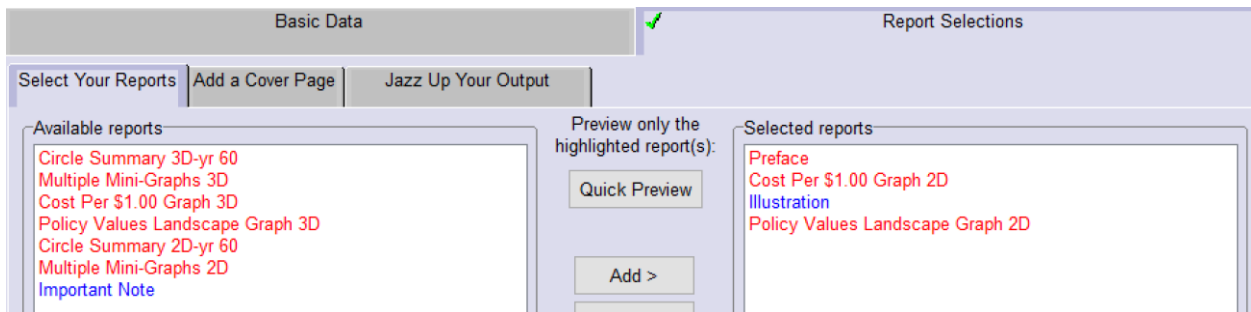 Basic Data
Report Selections
Select Your Reports
Add a Cover Page
Jazz Up Your Output
Available reports
Circle Summary 3D-yr 60
Multiple Mini-Graphs 3D
Cost Per $1.00 Graph 3D
Policy Values Landscape Graph 3D
Circle Summary 2D-yr 60
Multiple Mini-Graphs 2D
Important Note
Preview only the
highlighted report(s):
Quick Preview
Add >
Selected reports
Preface
Cost Per $1.00 Graph 2D
Illustration
Policy Values Landscape Graph 2D